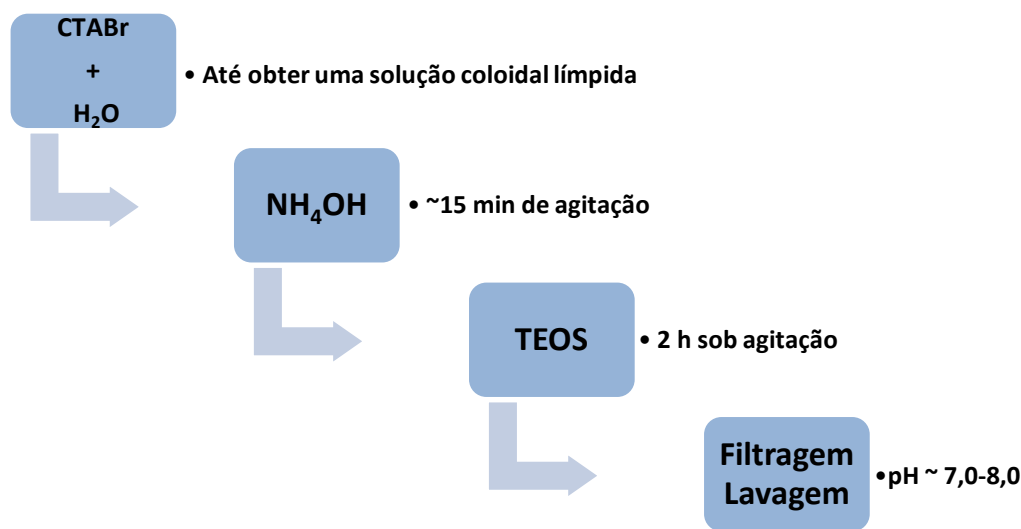 CTABr
+
H₂O
• Até obter uma solução coloidal límpida
NH₄OH
• ~15 min de agitação
TEOS
• 2 h sob agitação
Filtragem
Lavagem
•pH ~ 7,0-8,0